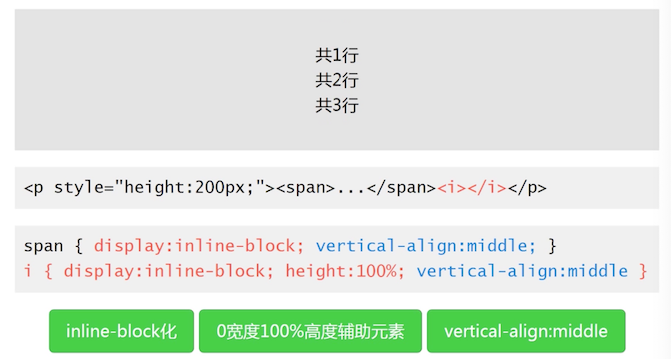 共1行
共2行
共3行
<p style="height:200px;"><span>...</span><i></i></p>
span { display:inline-block; vertical-align:middle; }
i { display:inline-block; height:100%; vertical-align:middle }
inline-block化 0宽度100%高度辅助元素 vertical-align:middle